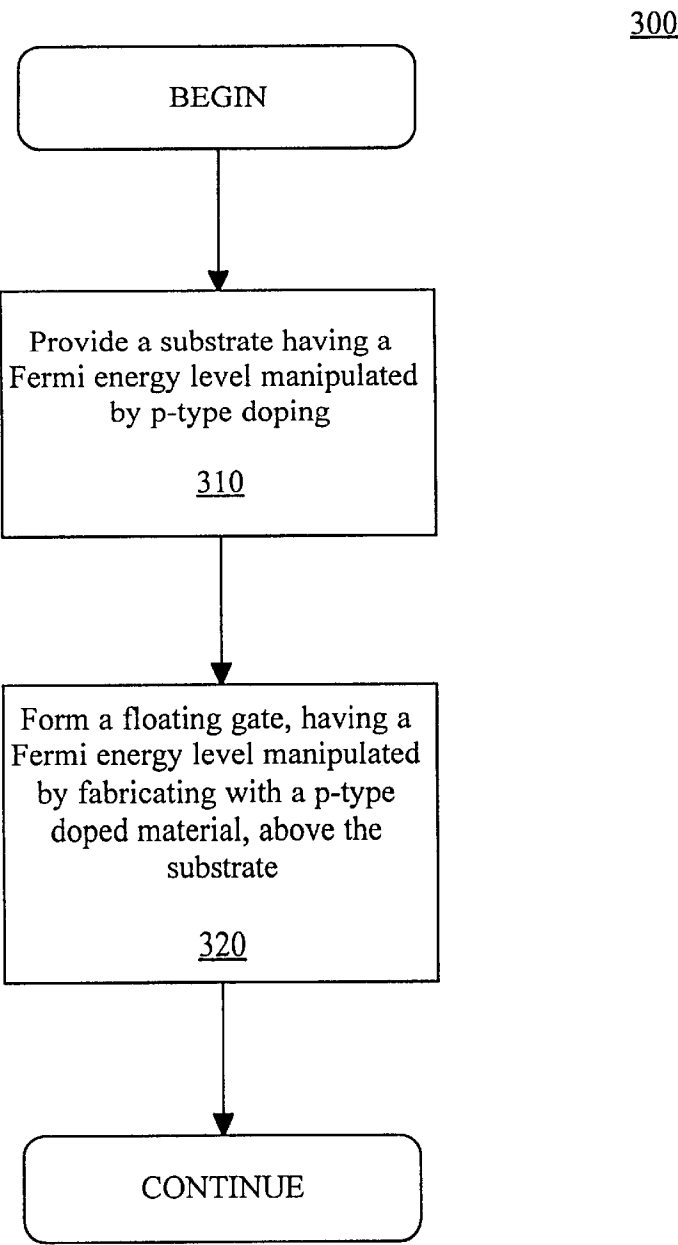 300
BEGIN
Provide a substrate having a
Fermi energy level manipulated
by p-type doping
310
Form a floating gate, having a
Fermi energy level manipulated
by fabricating with a p-type
doped material, above the
substrate
320
CONTINUE